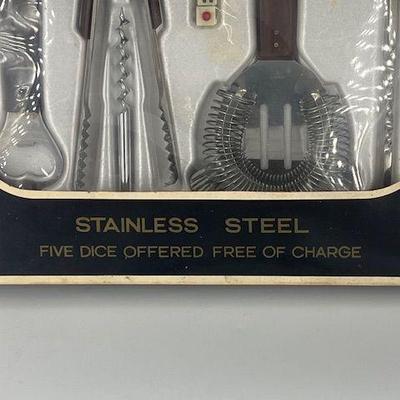 STAINLESS STEEL
FIVE DICE OFFERED FREE OF CHARGE